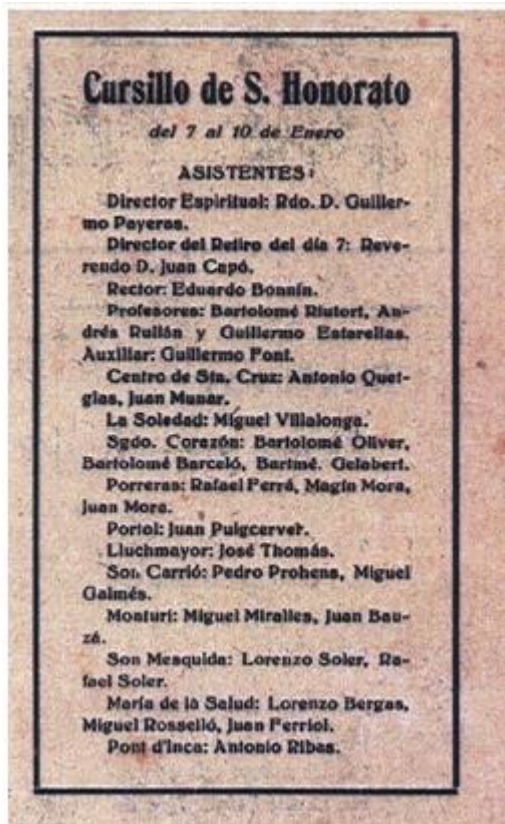 Cursillo de S. Honorato
del 7 al 10 de Enero
ASISTENTES:
Director Espiritual: Rdo. D. Guiller-
mo Payeras.
Director del Retiro del día 7: Reve-
rendo D. Juan Capó.
Rector: Eduardo Bonnín.
Profesores: Bartolomé Riutort, An-
drés Rullán y Guillermo Estarellas.
Auxiliar: Guillermo Font.
Centro de Sta. Cruz: Antonio Quet-
glas, Juan Munar.
La Soledad: Miguel Villalonga.
Sgdo. Corazón: Bartolomé Oliver,
Bartolomé Barceló, Bartmé. Gelabert.
Porreras: Rafael Ferrá, Magín Mora,
Juan Mora.
Portol: Juan Puigcerver.
Lluchmayor: José Thomás.
Son Carrió: Pedro Prohens, Miguel
Galmés.
Monturi: Miguel Miralles, Juan Bau-
zá.
Son Mesquida: Lorenzo Soler, Ra-
fael Soler.
María de la Salud: Lorenzo Bergas,
Miguel Rosselló, Juan Ferriol.
Pont d'Inca: Antonio Ribas.